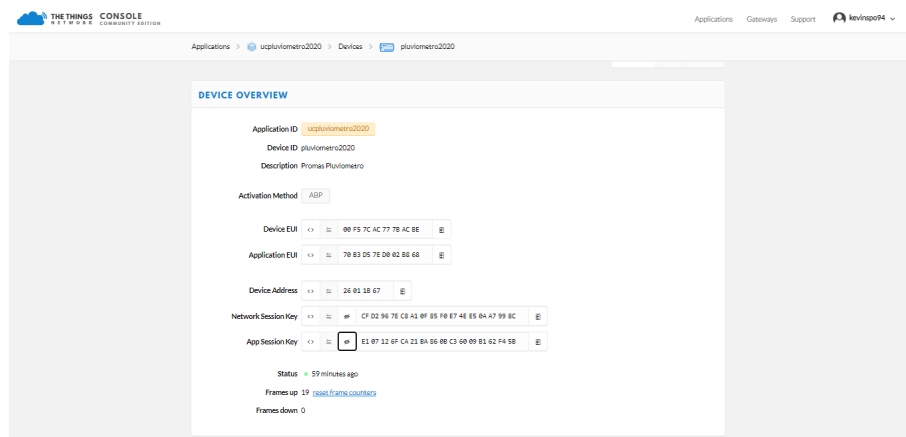 THE THINGS NETWORK CONSOLE COMMUNITY EDITION
Applications Gateways Support kevinspo94
Applications > ucpluviometro2020 > Devices > pluviometro2020
DEVICE OVERVIEW
Application ID ucpluviometro2020
Device ID pluviometro2020
Description Promas Pluviometro
Activation Method ABP
Device EUI <> 00 F5 7C AC 77 7B AC BE
Application EUI <> 70 B3 D5 7E D0 02 B8 68
Device Address <> 26 01 1B 67
Network Session Key <> CF D2 96 7E C8 A1 0F 85 F0 E7 4E E5 0A A7 99 8C
App Session Key <> E1 07 12 6F CA 21 BA 86 0B C3 60 09 B1 62 F4 5B
Status 59 minutes ago
Frames up 19 reset frame counters
Frames down 0